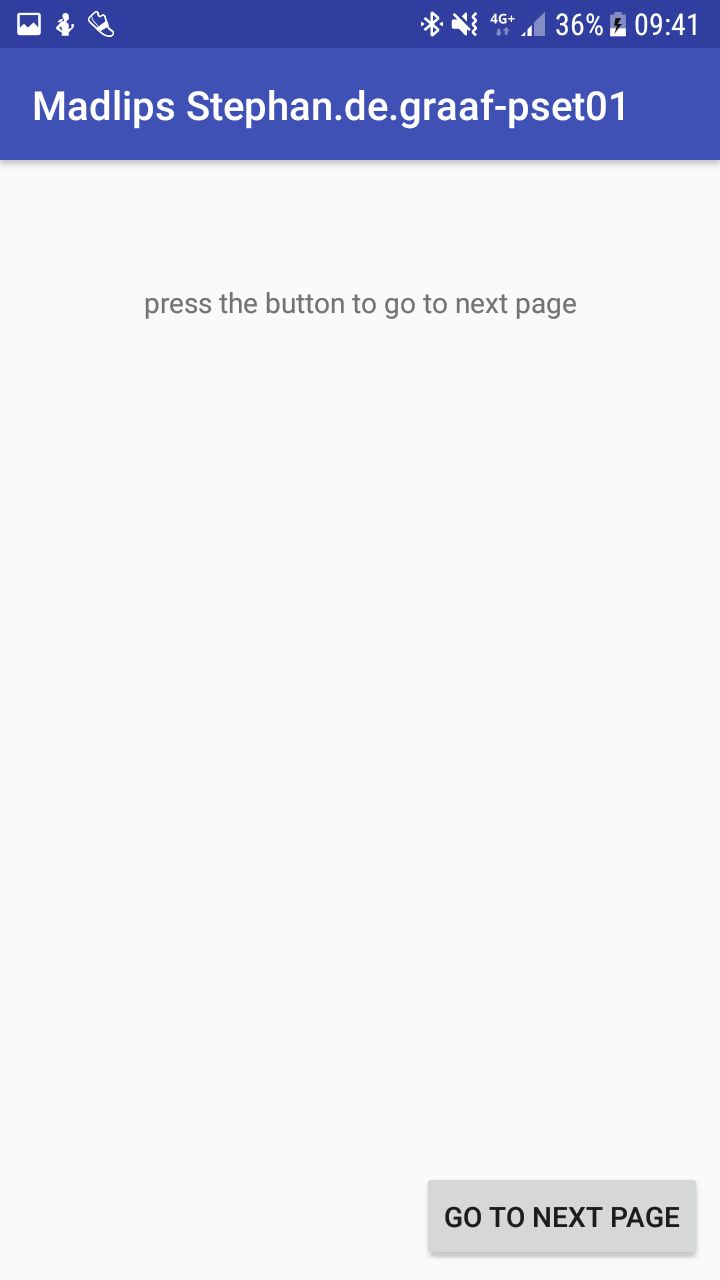 4G+ 36% 09:41
Madlips Stephan.de.graaf-pset01
press the button to go to next page
GO TO NEXT PAGE